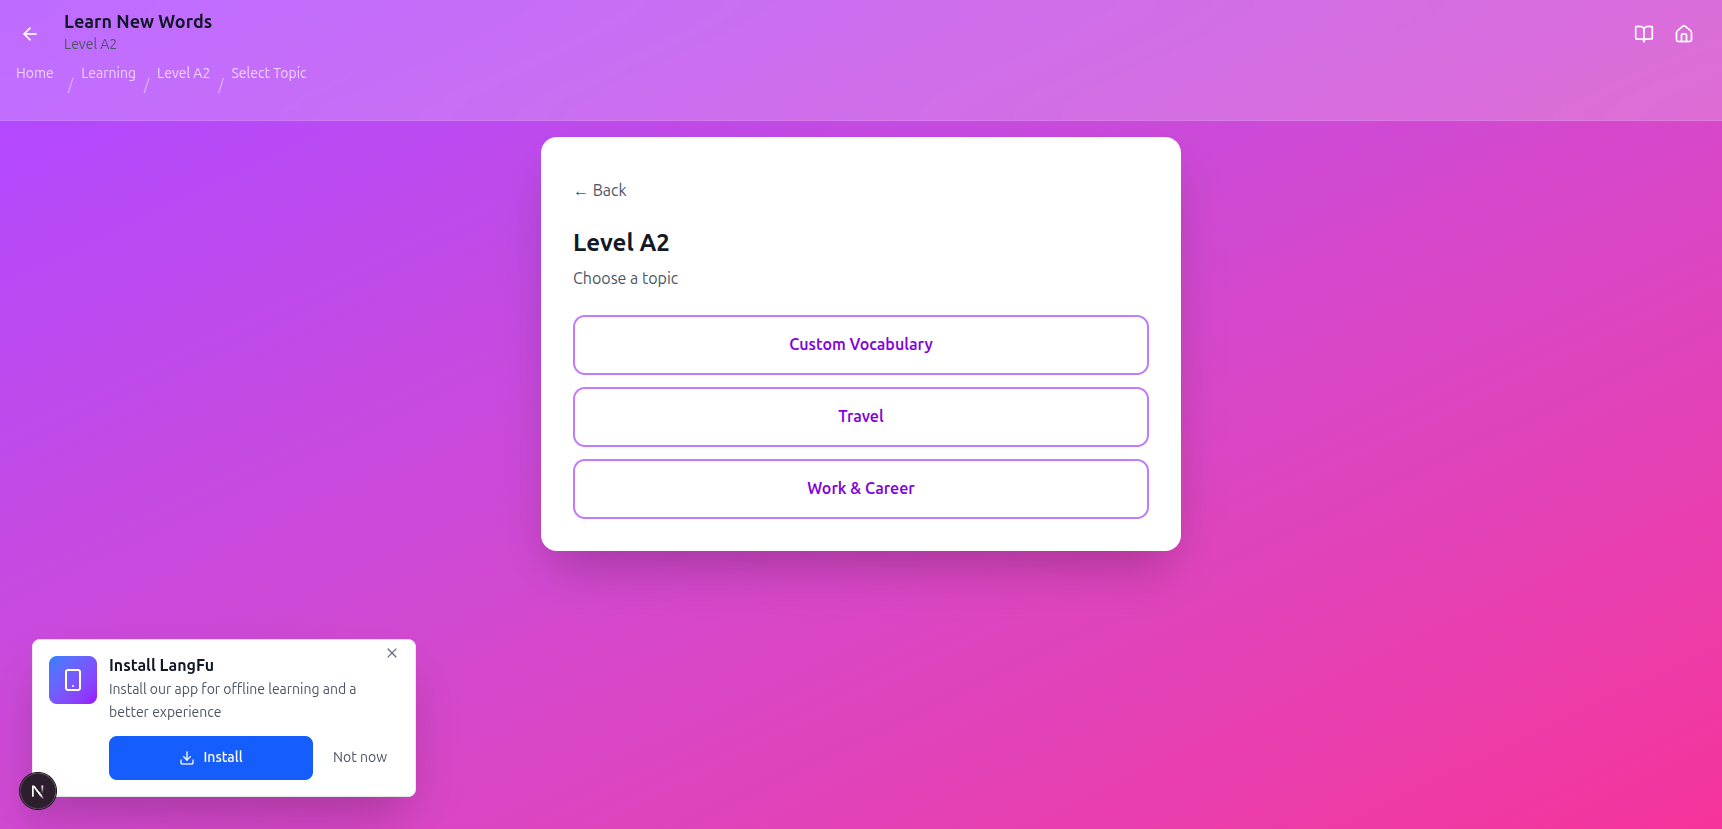 Learn New Words
Level A2
Home / Learning / Level A2 / Select Topic
← Back
Level A2
Choose a topic
Custom Vocabulary
Travel
Work & Career
Install LangFu
Install our app for offline learning and a
better experience
Install
Not now
N